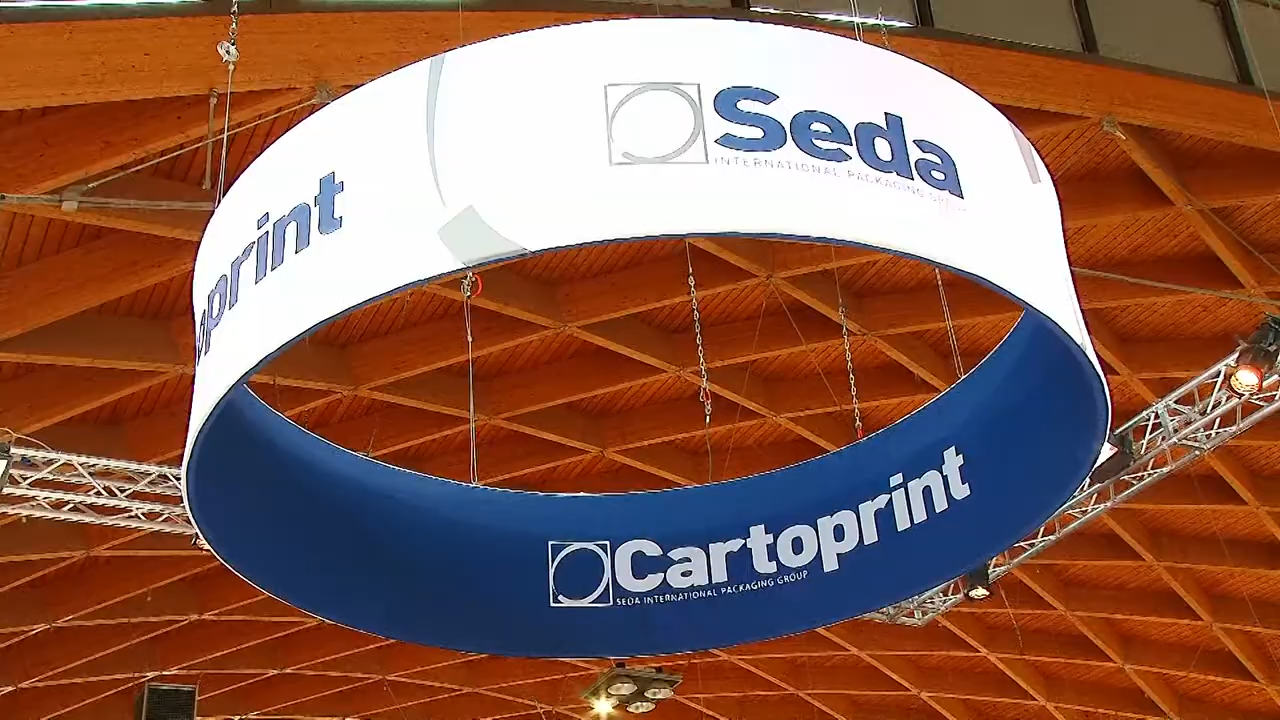 Seda
INTERNATIONAL PACKAGING GROUP
print
Cartoprint
SEDA INTERNATIONAL PACKAGING GROUP